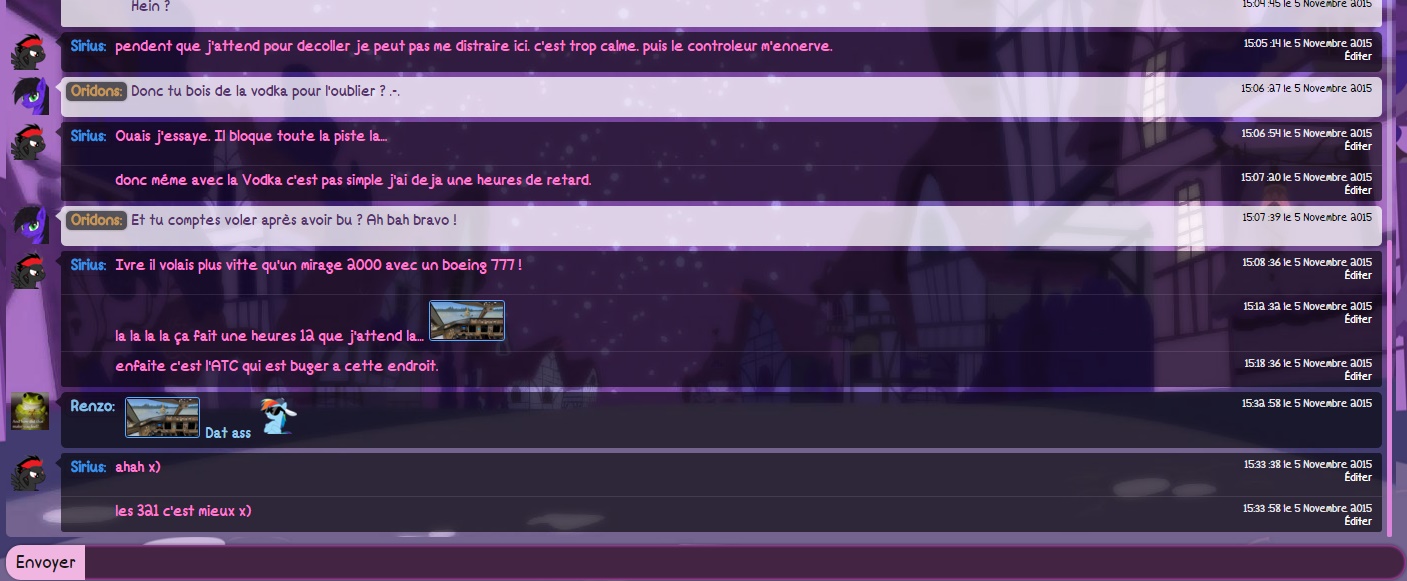 Hein ?
15:04:45 le 5 Novembre 2015
Sirius: pendent que j'attend pour decoller je peut pas me distraire ici. c'est trop calme. puis le controleur m'ennerve.
15:05:14 le 5 Novembre 2015
Éditer
Oridons: Donc tu bois de la vodka pour l'oublier ? .-.
15:06:27 le 5 Novembre 2015
Sirius: Ouais j'essaye. Il bloque toute la piste la...
15:06:54 le 5 Novembre 2015
Éditer
donc même avec la Vodka c'est pas simple j'ai deja une heures de retard.
15:07:20 le 5 Novembre 2015
Éditer
Oridons: Et tu comptes voler après avoir bu ? Ah bah bravo !
15:07:39 le 5 Novembre 2015
Sirius: Ivre il volais plus vitte qu'un mirage 2000 avec un boeing 777 !
15:08:36 le 5 Novembre 2015
Éditer
la la la la ça fait une heures 12 que j'attend la...
15:12:32 le 5 Novembre 2015
Éditer
enfaite c'est l'ATC qui est buger a cette endroit.
15:18:36 le 5 Novembre 2015
Éditer
Renzo: Dat ass
15:32:58 le 5 Novembre 2015
Sirius: ahah x)
15:33:38 le 5 Novembre 2015
Éditer
les 321 c'est mieux x)
15:33:58 le 5 Novembre 2015
Éditer
Envoyer